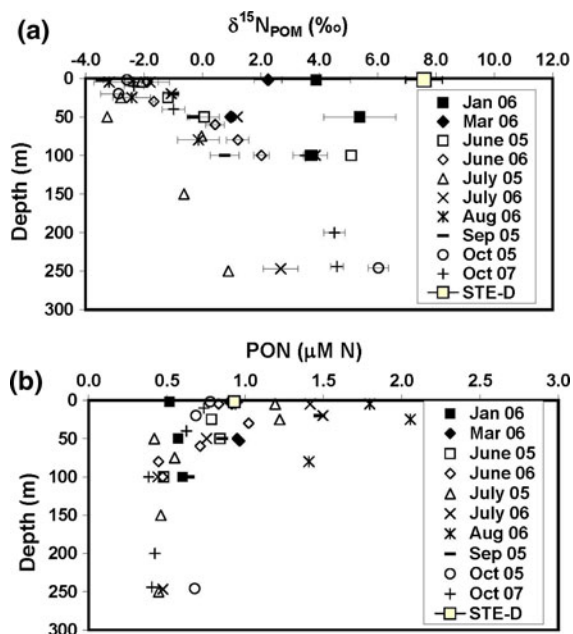 (a)
δ15NPOM (‰)
-4.0 -2.0 0.0 2.0 4.0 6.0 8.0 10.0 12.0
0
50
100
150
200
250
300
Depth (m)
Jan 06
Mar 06
June 05
June 06
July 05
July 06
Aug 06
Sep 05
Oct 05
Oct 07
STE-D
(b)
PON (μM N)
0.0 0.5 1.0 1.5 2.0 2.5 3.0
0
50
100
150
200
250
300
Depth (m)
Jan 06
Mar 06
June 05
June 06
July 05
July 06
Aug 06
Sep 05
Oct 05
Oct 07
STE-D